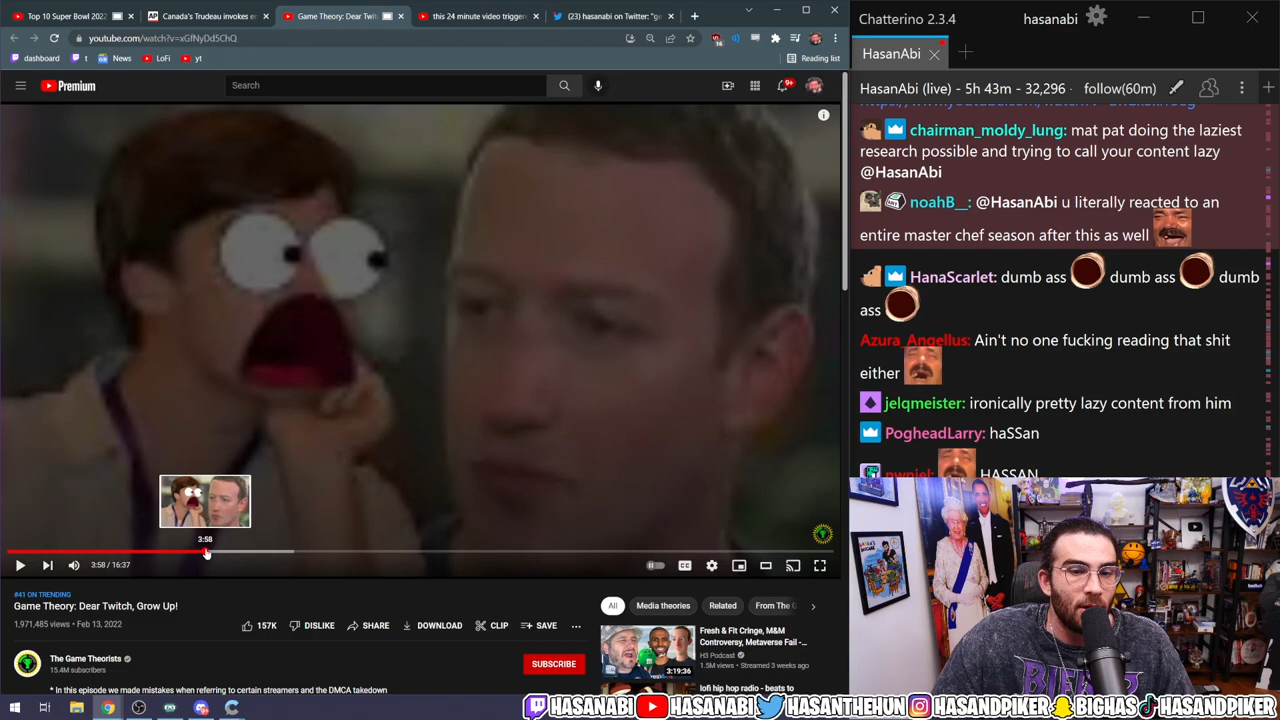 Top 10 Super Bowl 2022
Canada's Trudeau invokes e
Game Theory: Dear Twitc
this 24 minute video trigger
(23) hasanabi on Twitter: "ge
youtube.com/watch?v=xGfNyDd5ChQ
dashboard
t
News
LoFi
yt
Reading list
Premium
Search
9+
3:58
3:58 / 16:37
#41 ON TRENDING
Game Theory: Dear Twitch, Grow Up!
1,971,485 views • Feb 13, 2022
157K
DISLIKE
SHARE
DOWNLOAD
CLIP
SAVE
The Game Theorists
15.4M subscribers
SUBSCRIBE
* In this episode we made mistakes when referring to certain streamers and the DMCA takedown
All
Media theories
Related
From The G
Fresh & Fit Cringe, M&M
Controversy, Metaverse Fail -...
H3 Podcast
1.5M views • Streamed 3 weeks ago
3:19:36
lofi hip hop radio - beats to
Chatterino 2.3.4
hasanabi
HasanAbi
HasanAbi (live) - 5h 43m - 32,296
follow(60m)
chairman_moldy_lung: mat pat doing the laziest
research possible and trying to call your content lazy
@HasanAbi
noahB__: @HasanAbi u literally reacted to an
entire master chef season after this as well
HanaScarlet: dumb ass dumb ass dumb
ass
Azura_Angellus: Ain't no one fucking reading that shit
either
jelqmeister: ironically pretty lazy content from him
PogheadLarry: haSSan
HASSAN
HASANABI
HASANABI
HASANTHEHUN
HASANDPIKER
BIGHAS
HASANDPIKER